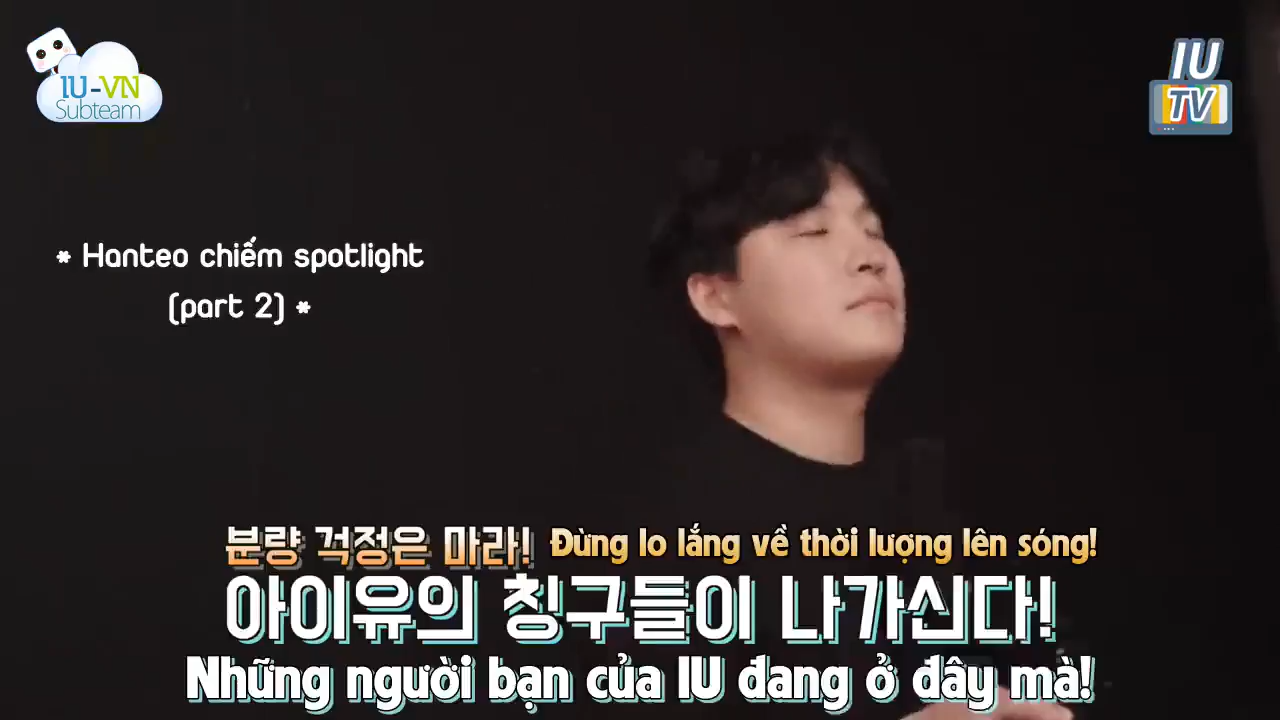 IU-VN
Subteam
IU
TV
* Hanteo chiếm spotlight
(part 2) *
분량 걱정은 마라! Đừng lo lắng về thời lượng lên sóng!
아이유의 칭구들이 나가신다!
Những người bạn của IU đang ở đây mà!